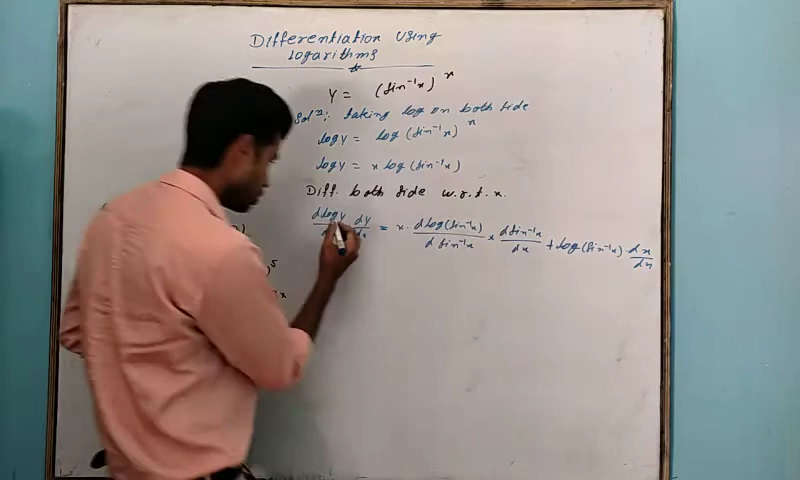 Differentiation using
logarithms
y = (sin⁻¹x)ˣ
Solⁿ: taking log on both side
log y = log (sin⁻¹x)ˣ
log y = x log (sin⁻¹x)
Diff. both side w.r.t. x.
d log y / d dy/dx = x. d log(sin⁻¹x) / d sin⁻¹x × d sin⁻¹x / dx + log(sin⁻¹x) . dx/dx
)
)⁵
x